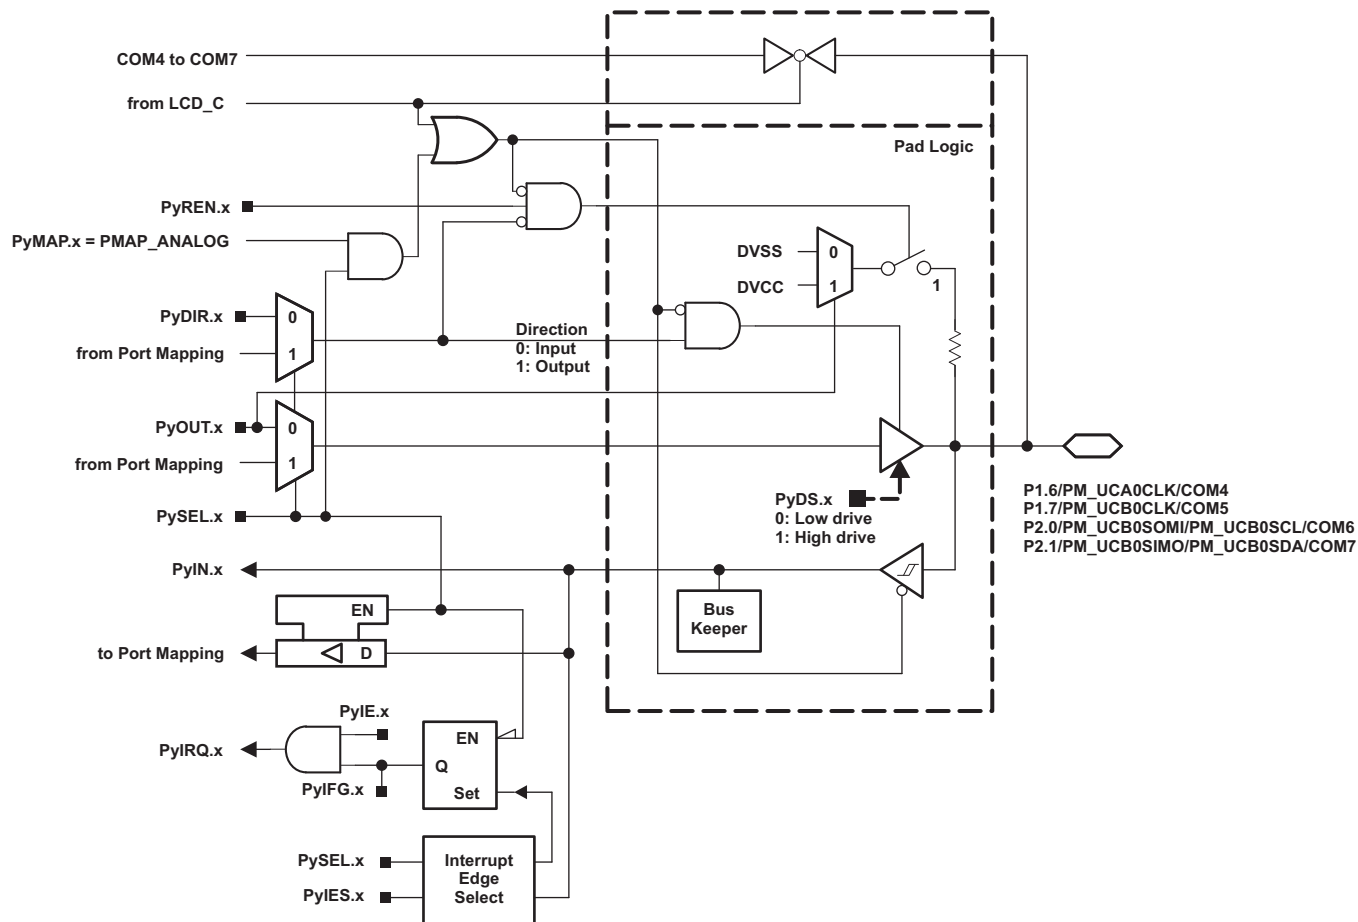 COM4 to COM7
from LCD_C
Pad Logic
PyREN.x
PyMAP.x = PMAP_ANALOG
DVSS
0
DVCC
1
1
PyDIR.x
0
from Port Mapping
1
Direction
0: Input
1: Output
PyOUT.x
0
from Port Mapping
1
PySEL.x
PyDS.x
0: Low drive
1: High drive
P1.6/PM_UCA0CLK/COM4
P1.7/PM_UCB0CLK/COM5
P2.0/PM_UCB0SOMI/PM_UCB0SCL/COM6
P2.1/PM_UCB0SIMO/PM_UCB0SDA/COM7
PyIN.x
EN
Bus
Keeper
to Port Mapping
D
PyIE.x
EN
PyIRQ.x
Q
PyIFG.x
Set
PySEL.x
Interrupt
Edge
Select
PyIES.x